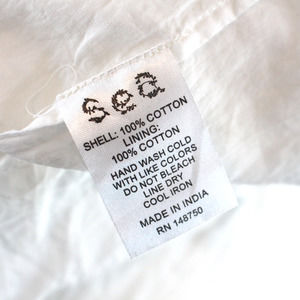 sea
SHELL: 100% COTTON
LINING:
100% COTTON
HAND WASH COLD
WITH LIKE COLORS
DO NOT BLEACH
LINE DRY
COOL IRON
MADE IN INDIA
RN 148750